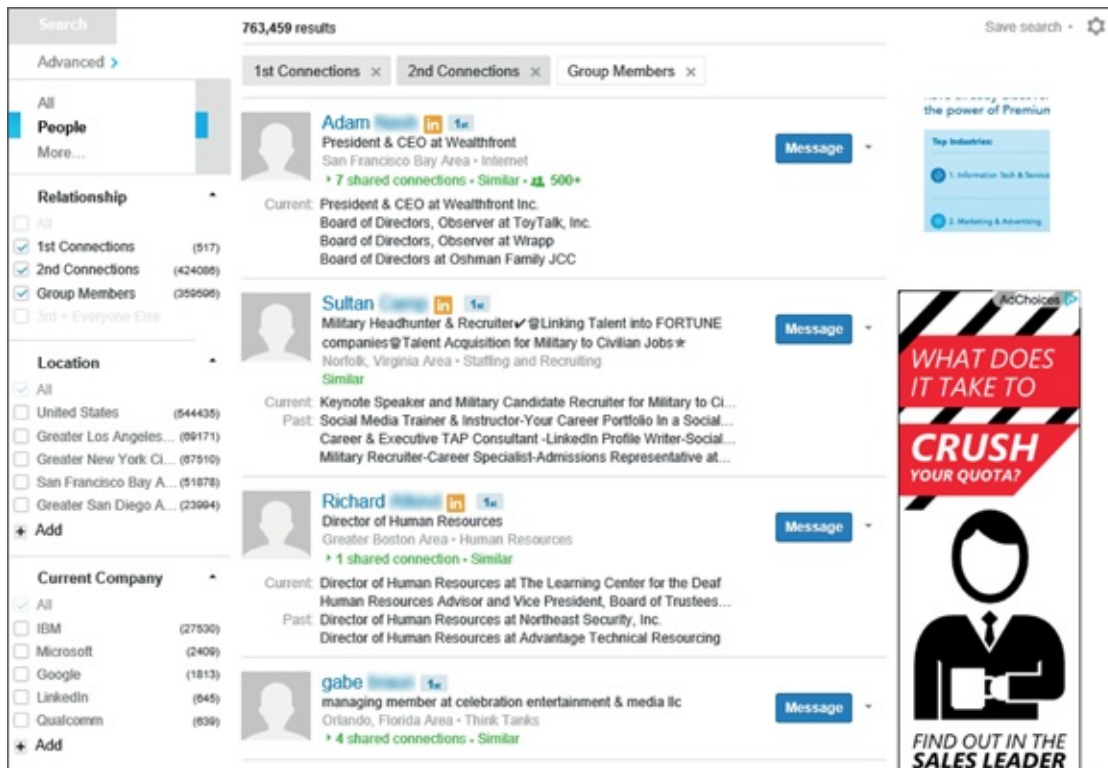 Search
Advanced >
All
People
More...
Relationship
All
1st Connections (517)
2nd Connections (424086)
Group Members (359596)
3rd + Everyone Else
Location
All
United States (544435)
Greater Los Angeles... (69171)
Greater New York Ci... (67510)
San Francisco Bay A... (51878)
Greater San Diego A... (23994)
+ Add
Current Company
All
IBM (27530)
Microsoft (2409)
Google (1813)
LinkedIn (645)
Qualcomm (639)
+ Add
763,459 results
1st Connections × 2nd Connections × Group Members ×
Adam in 1st
President & CEO at Wealthfront
San Francisco Bay Area • Internet
7 shared connections • Similar • 500+
Current: President & CEO at Wealthfront Inc.
Board of Directors, Observer at ToyTalk, Inc.
Board of Directors, Observer at Wrapp
Board of Directors at Oshman Family JCC
Message
Sultan in 1st
Military Headhunter & Recruiter✔Linking Talent into FORTUNE
companies Talent Acquisition for Military to Civilian Jobs★
Norfolk, Virginia Area • Staffing and Recruiting
Similar
Current: Keynote Speaker and Military Candidate Recruiter for Military to Ci...
Past: Social Media Trainer & Instructor-Your Career Portfolio In a Social...
Career & Executive TAP Consultant -LinkedIn Profile Writer-Social...
Military Recruiter-Career Specialist-Admissions Representative at...
Message
Richard in 1st
Director of Human Resources
Greater Boston Area • Human Resources
1 shared connection • Similar
Current: Director of Human Resources at The Learning Center for the Deaf
Human Resources Advisor and Vice President, Board of Trustees...
Past: Director of Human Resources at Northeast Security, Inc.
Director of Human Resources at Advantage Technical Resourcing
Message
gabe 1st
managing member at celebration entertainment & media llc
Orlando, Florida Area • Think Tanks
4 shared connections • Similar
Message
Save search
the power of Premium
Top Industries:
1. Information Tech & Service
2. Marketing & Advertising
AdChoices
WHAT DOES
IT TAKE TO
CRUSH
YOUR QUOTA?
FIND OUT IN THE
SALES LEADER